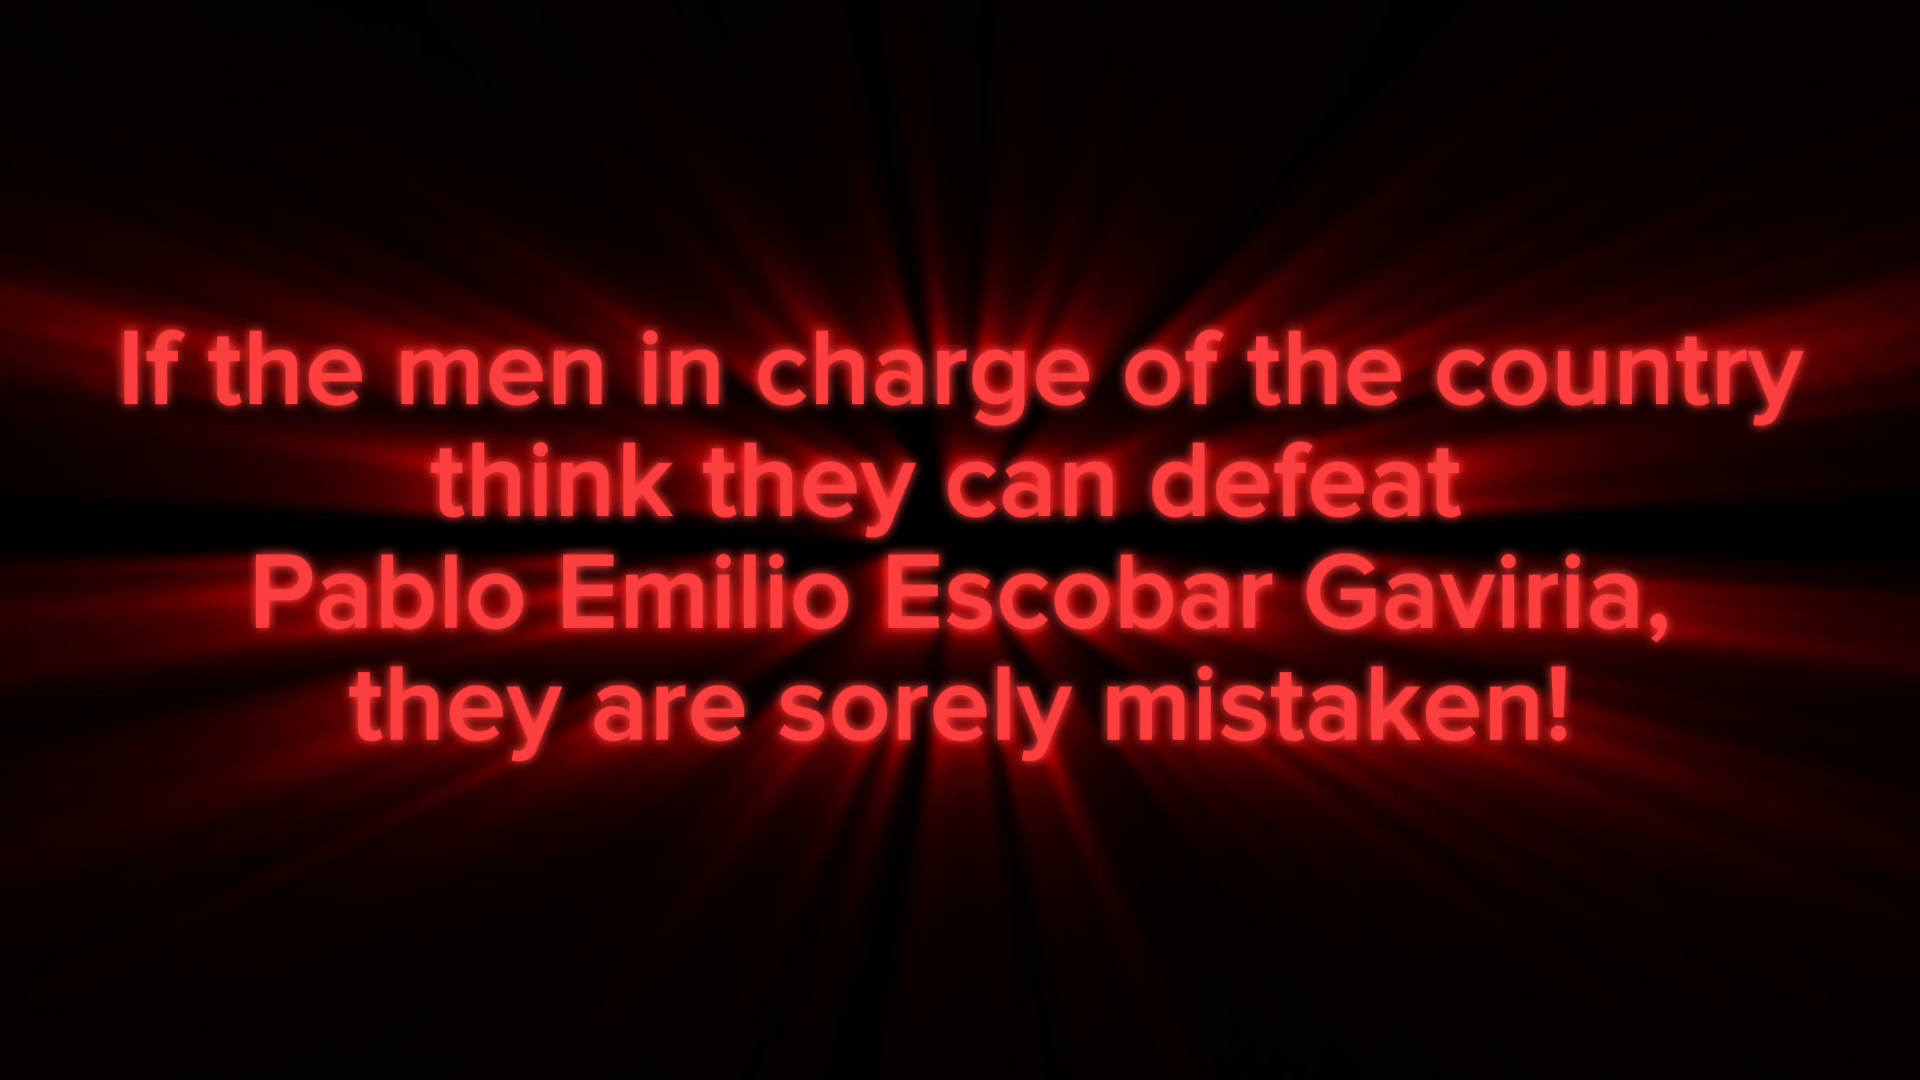 If the men in charge of the country
think they can defeat
Pablo Emilio Escobar Gaviria,
they are sorely mistaken!